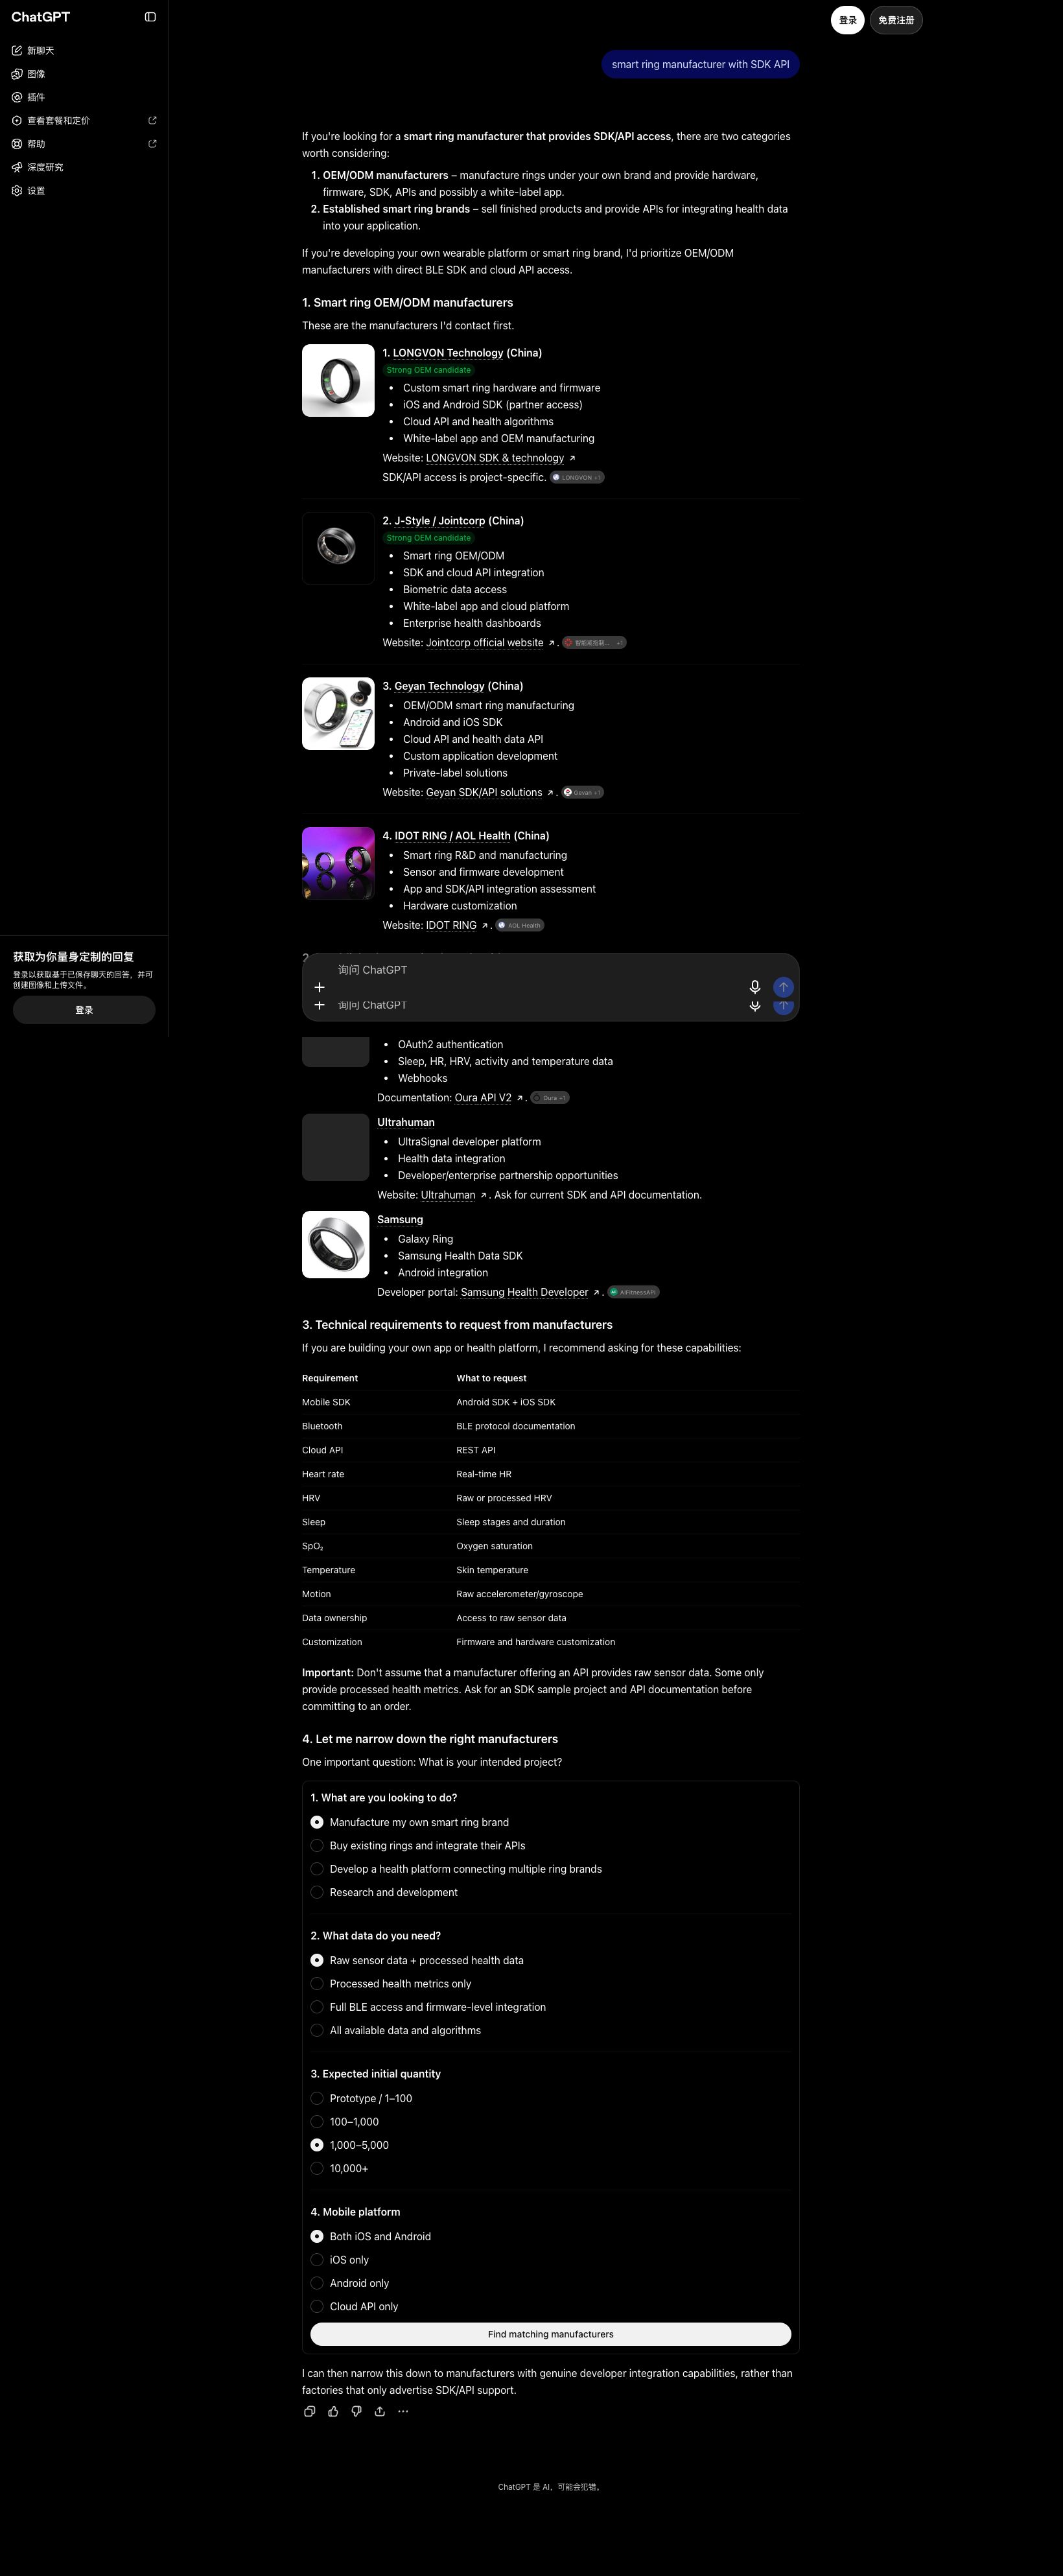 ChatGPT
新聊天
图像
插件
查看套餐和定价
帮助
深度研究
设置
获取为你量身定制的回复
登录以获取基于已保存聊天的回答，并可
创建图像和上传文件。
登录
登录
免费注册
smart ring manufacturer with SDK API
If you're looking for a smart ring manufacturer that provides SDK/API access, there are two categories
worth considering:
1. OEM/ODM manufacturers – manufacture rings under your own brand and provide hardware,
firmware, SDK, APIs and possibly a white-label app.
2. Established smart ring brands – sell finished products and provide APIs for integrating health data
into your application.
If you're developing your own wearable platform or smart ring brand, I'd prioritize OEM/ODM
manufacturers with direct BLE SDK and cloud API access.
1. Smart ring OEM/ODM manufacturers
These are the manufacturers I'd contact first.
1. LONGVON Technology (China)
Strong OEM candidate
• Custom smart ring hardware and firmware
• iOS and Android SDK (partner access)
• Cloud API and health algorithms
• White-label app and OEM manufacturing
Website: LONGVON SDK & technology ↗
SDK/API access is project-specific. LONGVON +1
2. J-Style / Jointcorp (China)
Strong OEM candidate
• Smart ring OEM/ODM
• SDK and cloud API integration
• Biometric data access
• White-label app and cloud platform
• Enterprise health dashboards
Website: Jointcorp official website ↗ . 智能戒指制... +1
3. Geyan Technology (China)
• OEM/ODM smart ring manufacturing
• Android and iOS SDK
• Cloud API and health data API
• Custom application development
• Private-label solutions
Website: Geyan SDK/API solutions ↗ . Geyan +1
4. IDOT RING / AOL Health (China)
• Smart ring R&D and manufacturing
• Sensor and firmware development
• App and SDK/API integration assessment
• Hardware customization
Website: IDOT RING ↗ . AOL Health
询问 ChatGPT
询问 ChatGPT
• OAuth2 authentication
• Sleep, HR, HRV, activity and temperature data
• Webhooks
Documentation: Oura API V2 ↗ . Oura +1
Ultrahuman
• UltraSignal developer platform
• Health data integration
• Developer/enterprise partnership opportunities
Website: Ultrahuman ↗ . Ask for current SDK and API documentation.
Samsung
• Galaxy Ring
• Samsung Health Data SDK
• Android integration
Developer portal: Samsung Health Developer ↗ . AIFitnessAPI
3. Technical requirements to request from manufacturers
If you are building your own app or health platform, I recommend asking for these capabilities:
Requirement What to request
Mobile SDK Android SDK + iOS SDK
Bluetooth BLE protocol documentation
Cloud API REST API
Heart rate Real-time HR
HRV Raw or processed HRV
Sleep Sleep stages and duration
SpO₂ Oxygen saturation
Temperature Skin temperature
Motion Raw accelerometer/gyroscope
Data ownership Access to raw sensor data
Customization Firmware and hardware customization
Important: Don't assume that a manufacturer offering an API provides raw sensor data. Some only
provide processed health metrics. Ask for an SDK sample project and API documentation before
committing to an order.
4. Let me narrow down the right manufacturers
One important question: What is your intended project?
1. What are you looking to do?
Manufacture my own smart ring brand
Buy existing rings and integrate their APIs
Develop a health platform connecting multiple ring brands
Research and development
2. What data do you need?
Raw sensor data + processed health data
Processed health metrics only
Full BLE access and firmware-level integration
All available data and algorithms
3. Expected initial quantity
Prototype / 1–100
100–1,000
1,000–5,000
10,000+
4. Mobile platform
Both iOS and Android
iOS only
Android only
Cloud API only
Find matching manufacturers
I can then narrow this down to manufacturers with genuine developer integration capabilities, rather than
factories that only advertise SDK/API support.
ChatGPT 是 AI，可能会犯错。